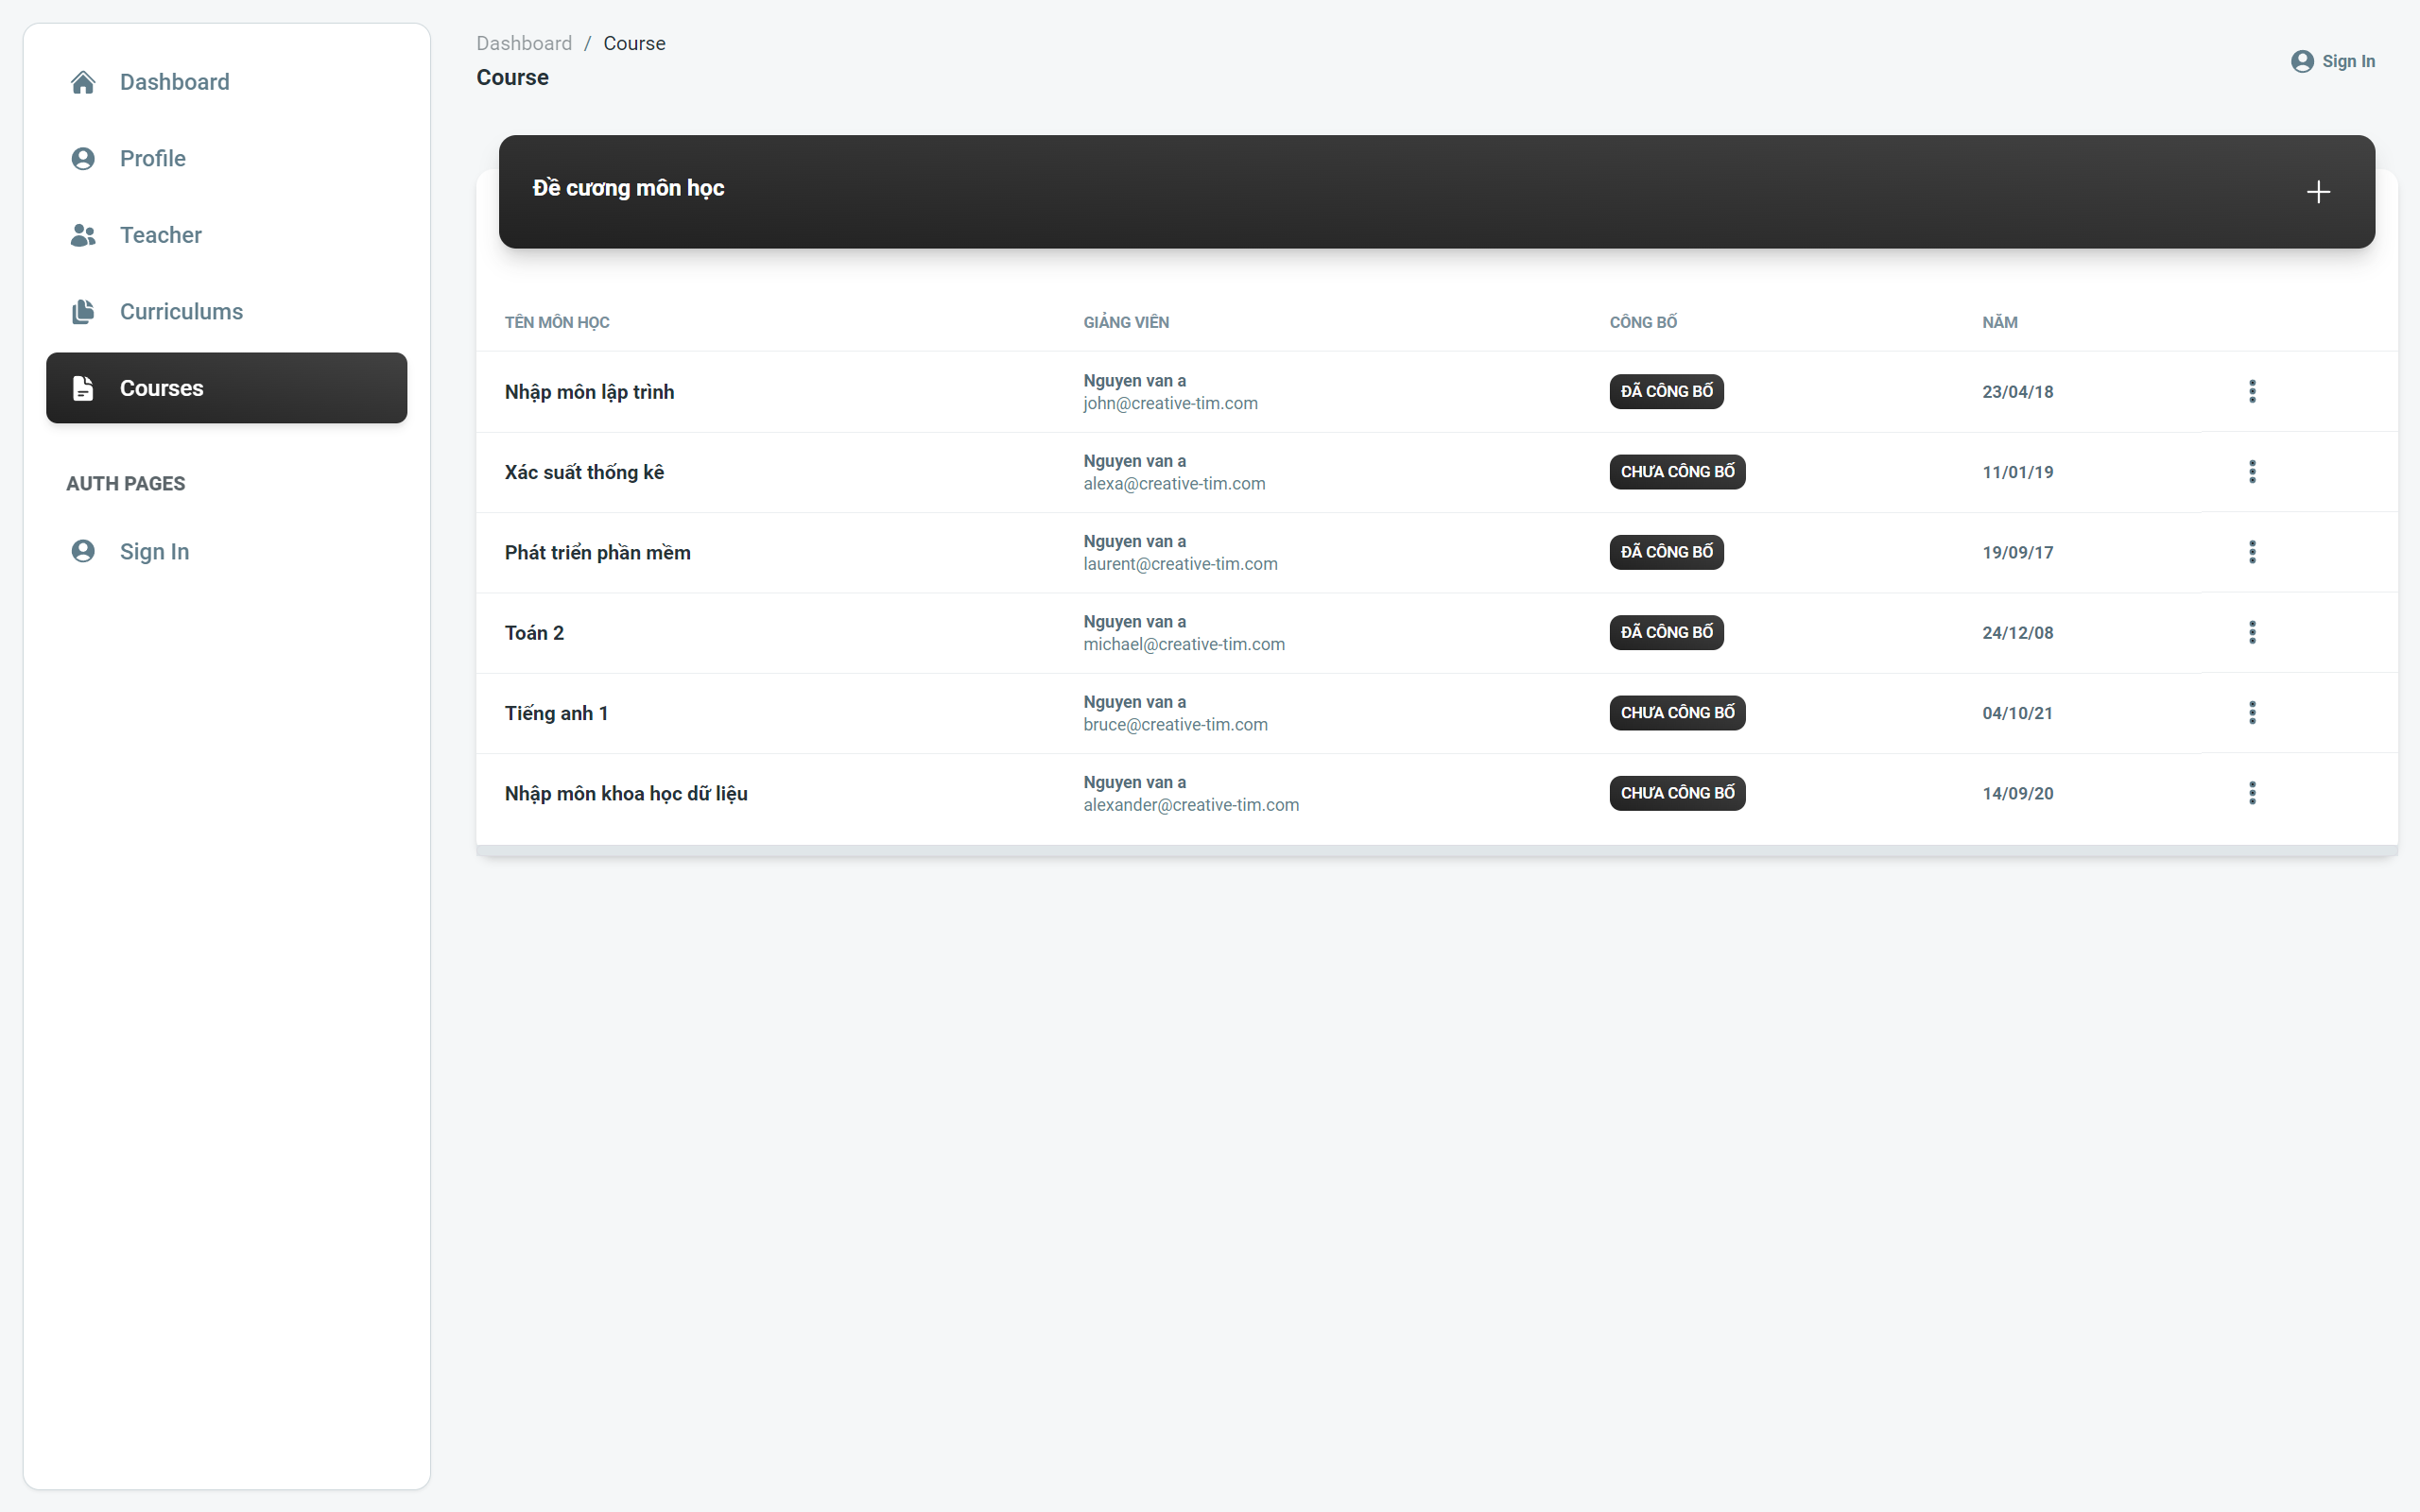 Dashboard
Profile
Teacher
Curriculums
Courses
AUTH PAGES
Sign In
Dashboard / Course
Course
Sign In
Đề cương môn học
TÊN MÔN HỌC GIẢNG VIÊN CÔNG BỐ NĂM
Nhập môn lập trình Nguyen van a ĐÃ CÔNG BỐ 23/04/18
john@creative-tim.com
Xác suất thống kê Nguyen van a CHƯA CÔNG BỐ 11/01/19
alexa@creative-tim.com
Phát triển phần mềm Nguyen van a ĐÃ CÔNG BỐ 19/09/17
laurent@creative-tim.com
Toán 2 Nguyen van a ĐÃ CÔNG BỐ 24/12/08
michael@creative-tim.com
Tiếng anh 1 Nguyen van a CHƯA CÔNG BỐ 04/10/21
bruce@creative-tim.com
Nhập môn khoa học dữ liệu Nguyen van a CHƯA CÔNG BỐ 14/09/20
alexander@creative-tim.com